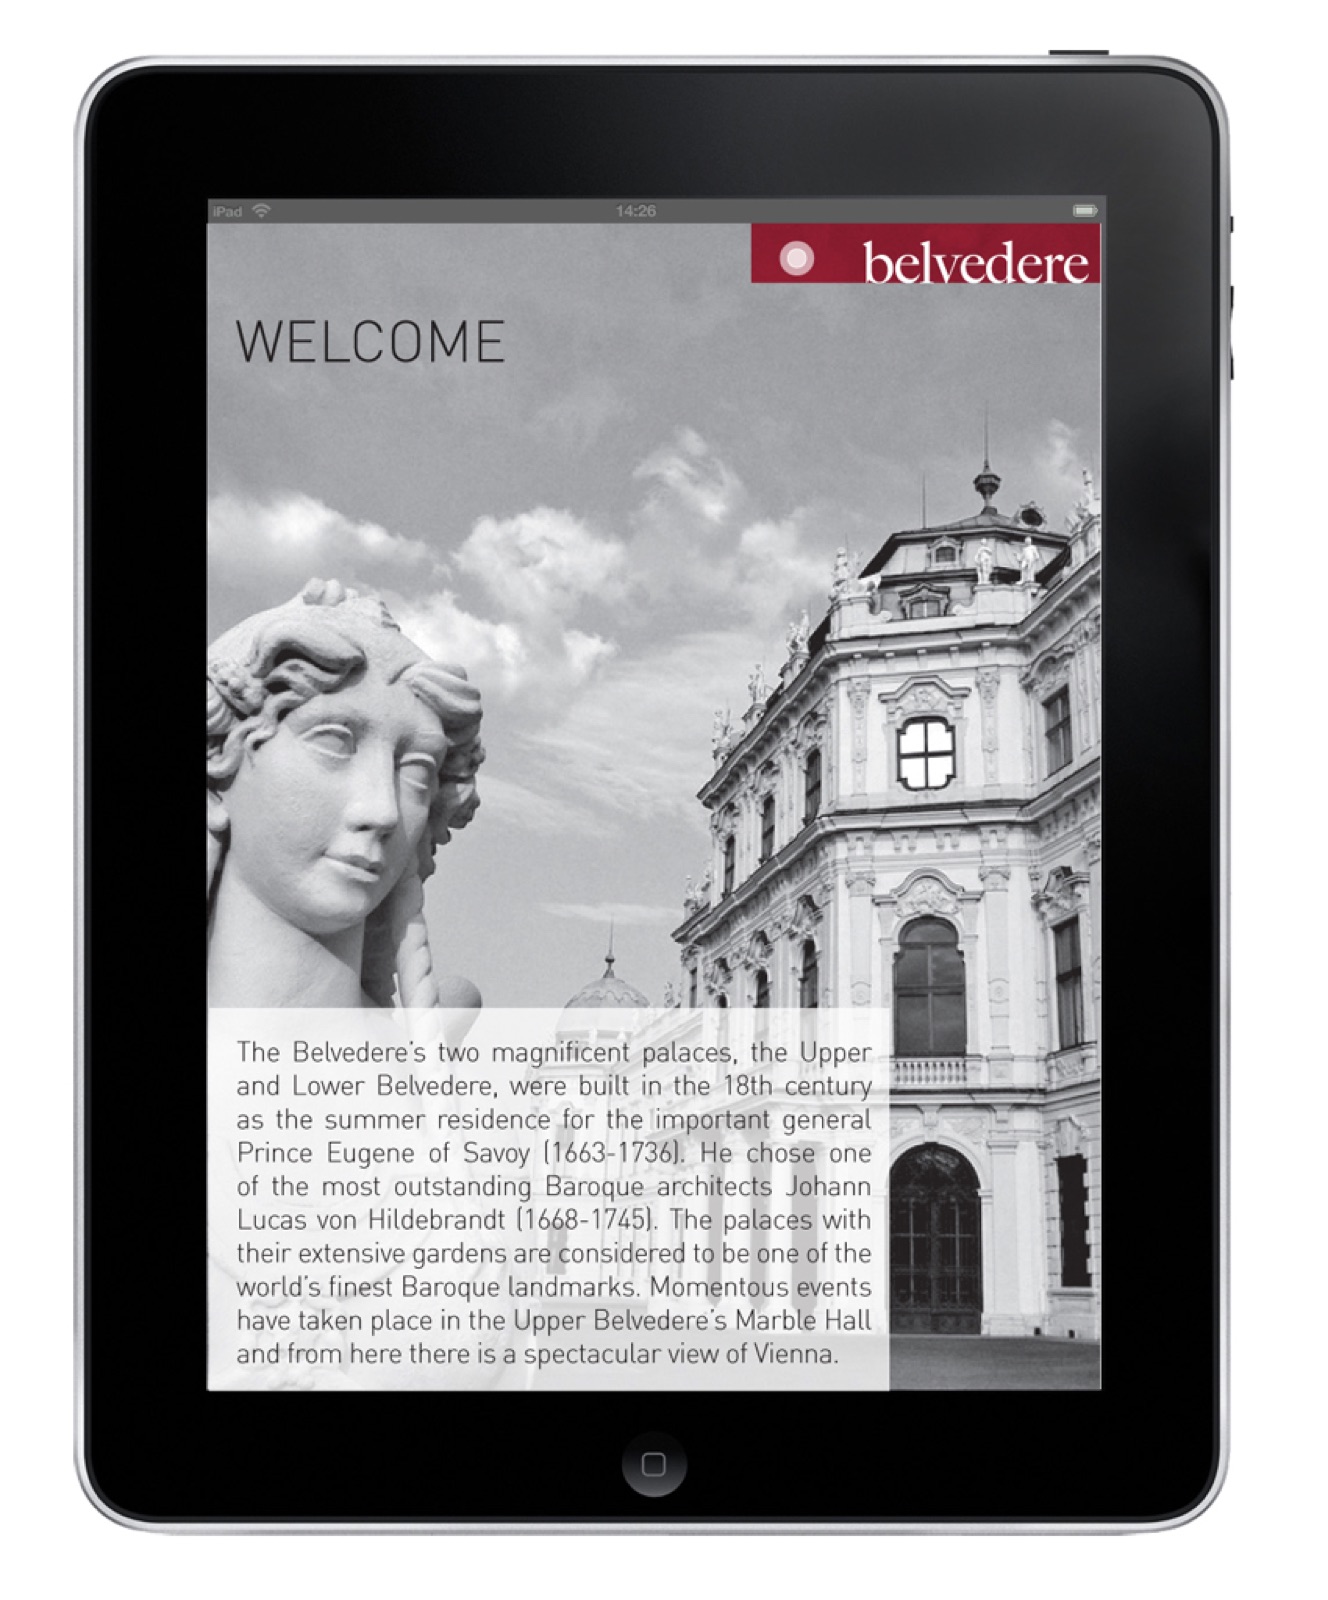 iPad 14:26
belvedere
WELCOME
The Belvedere's two magnificent palaces, the Upper
and Lower Belvedere, were built in the 18th century
as the summer residence for the important general
Prince Eugene of Savoy (1663-1736). He chose one
of the most outstanding Baroque architects Johann
Lucas von Hildebrandt (1668-1745). The palaces with
their extensive gardens are considered to be one of the
world's finest Baroque landmarks. Momentous events
have taken place in the Upper Belvedere's Marble Hall
and from here there is a spectacular view of Vienna.